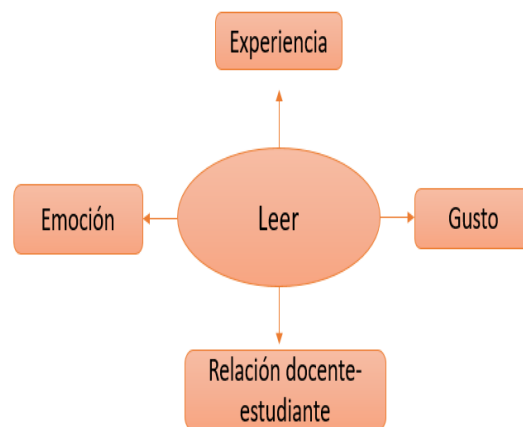 Experiencia
Emoción
Leer
Gusto
Relación docente-
estudiante